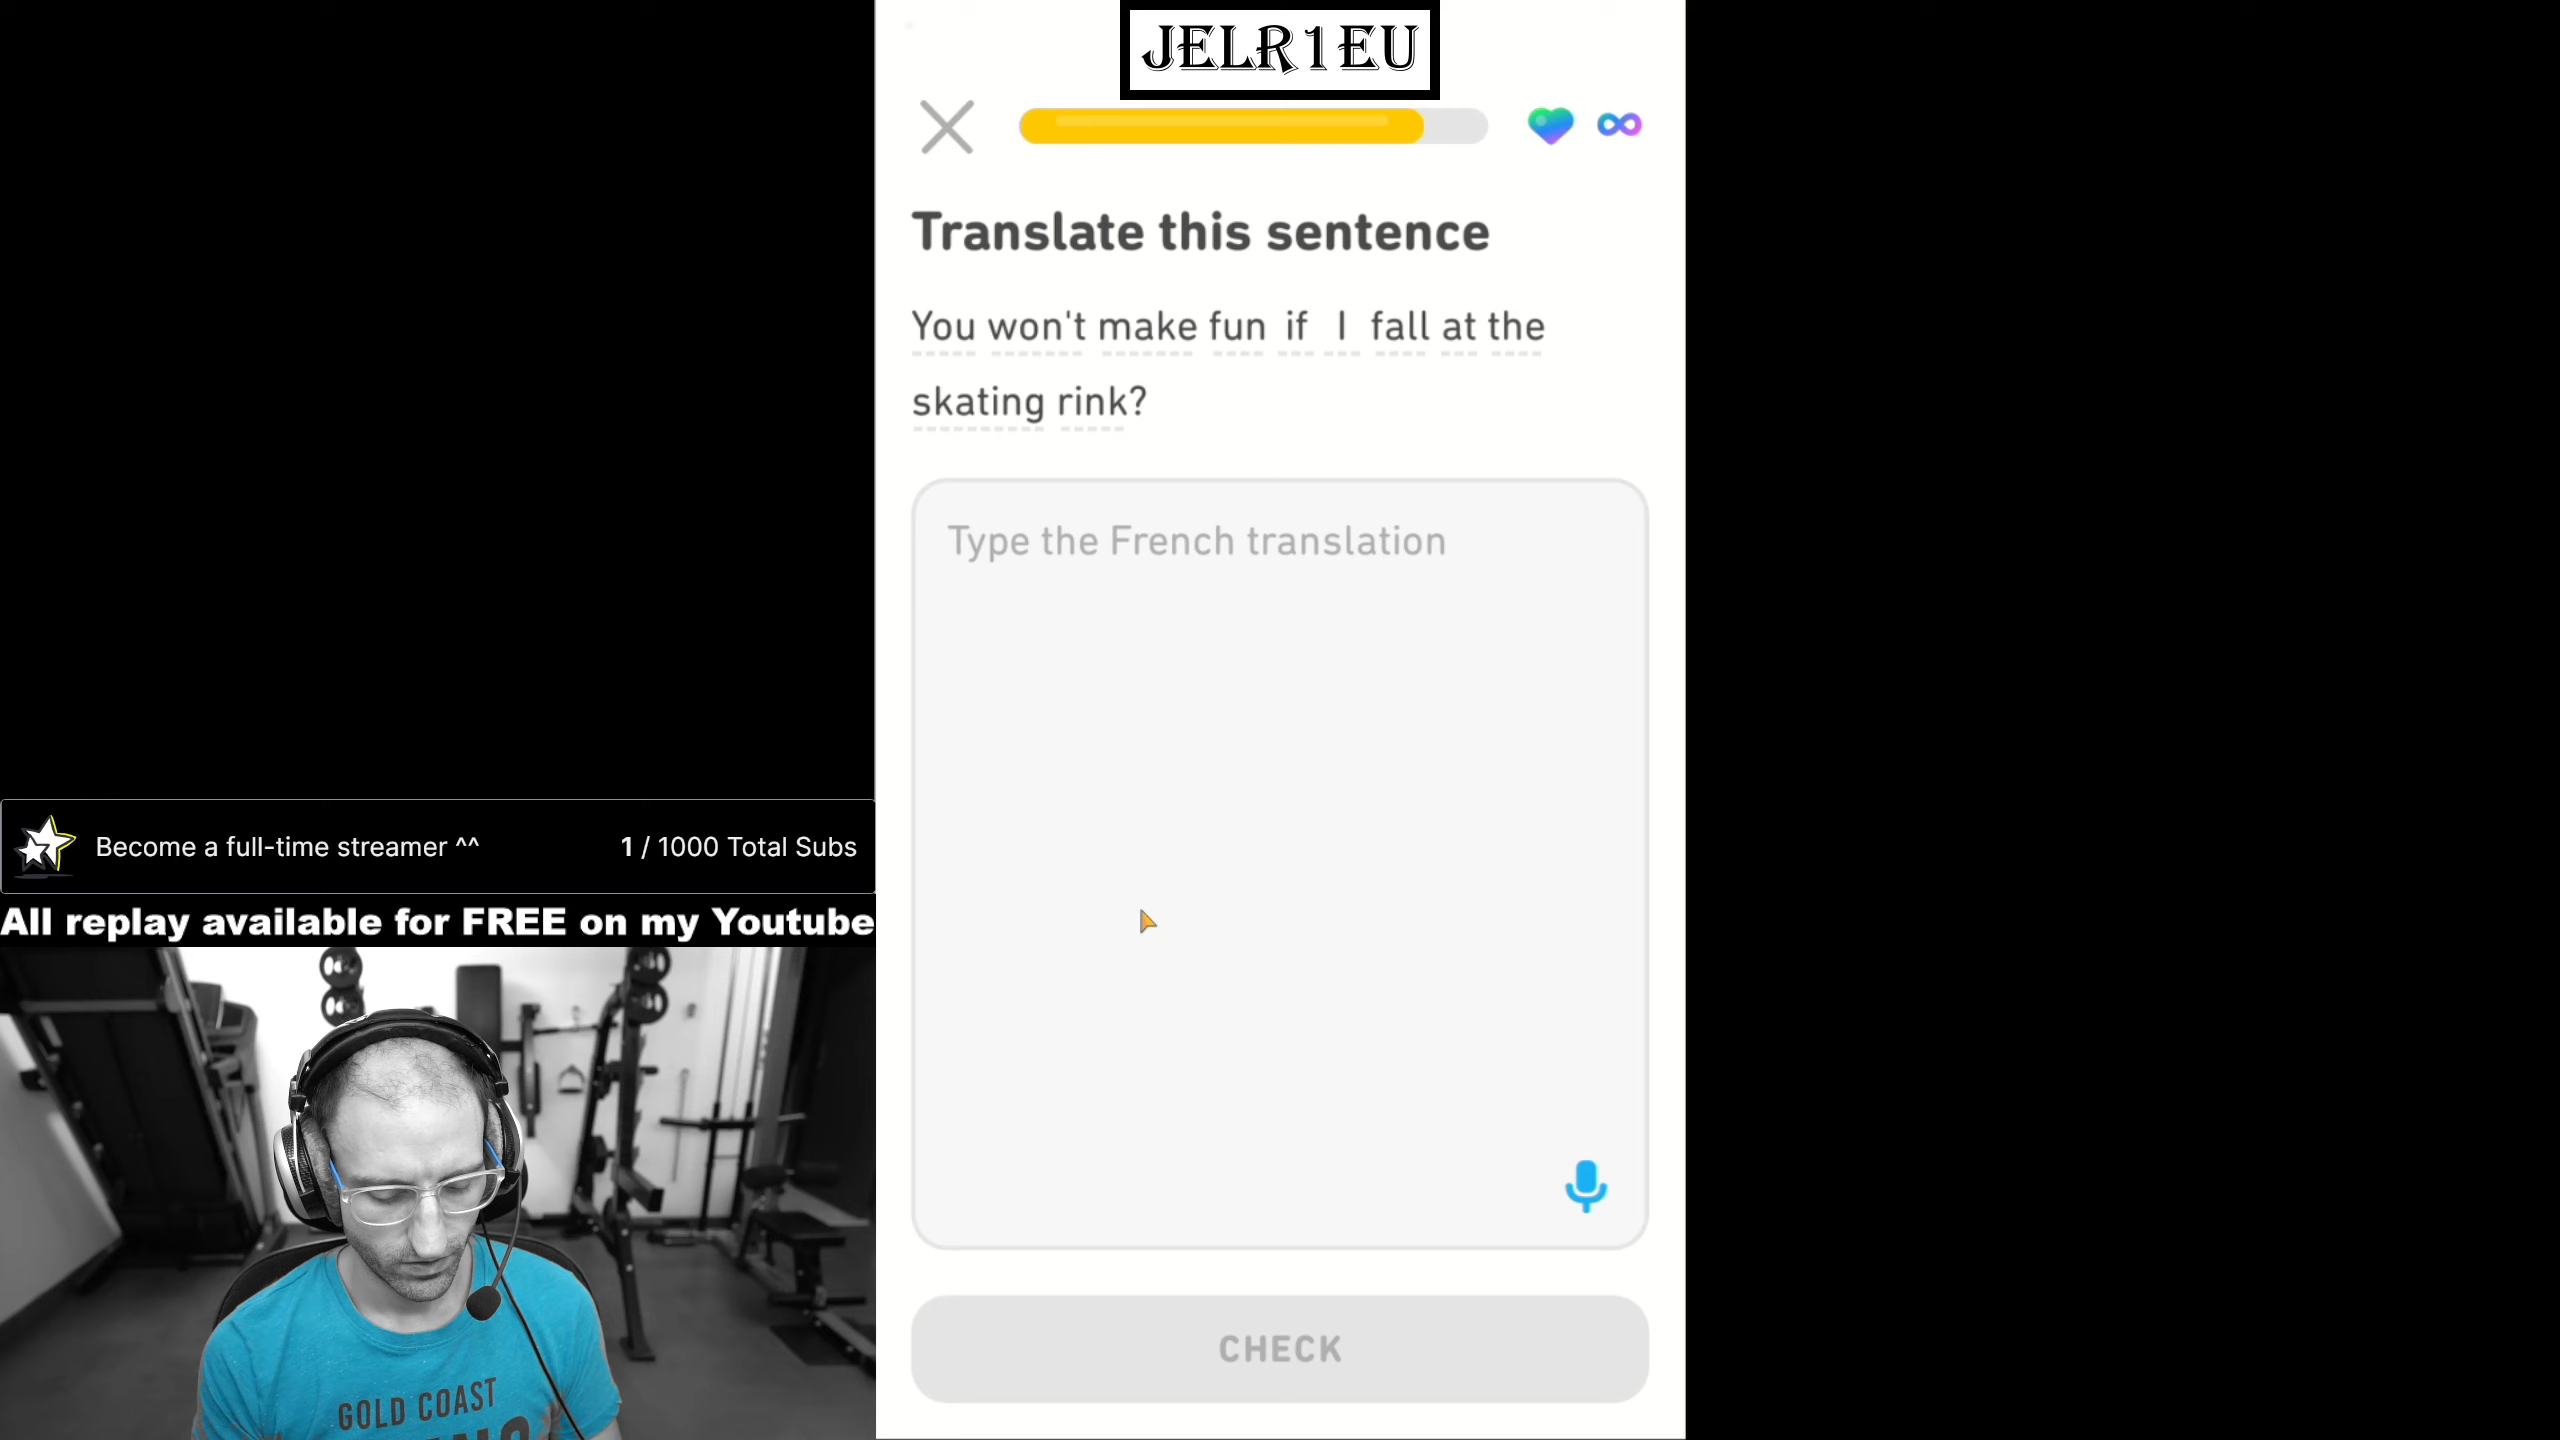 JELR1EU
Translate this sentence
You won't make fun if I fall at the
skating rink?
Type the French translation
CHECK
Become a full-time streamer ^^ 1 / 1000 Total Subs
All replay available for FREE on my Youtube
GOLD COAST